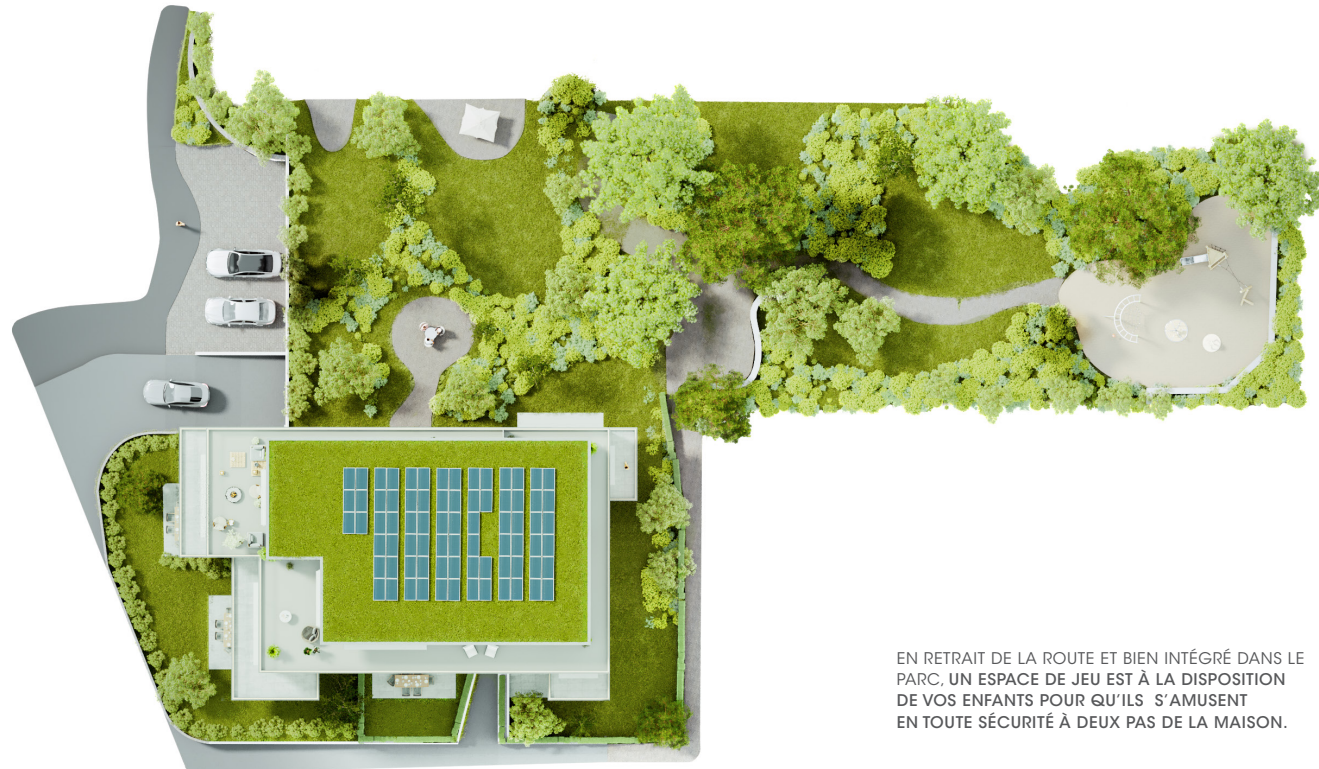 EN RETRAIT DE LA ROUTE ET BIEN INTÉGRÉ DANS LE
PARC, UN ESPACE DE JEU EST À LA DISPOSITION
DE VOS ENFANTS POUR QU'ILS S'AMUSENT
EN TOUTE SÉCURITÉ À DEUX PAS DE LA MAISON.